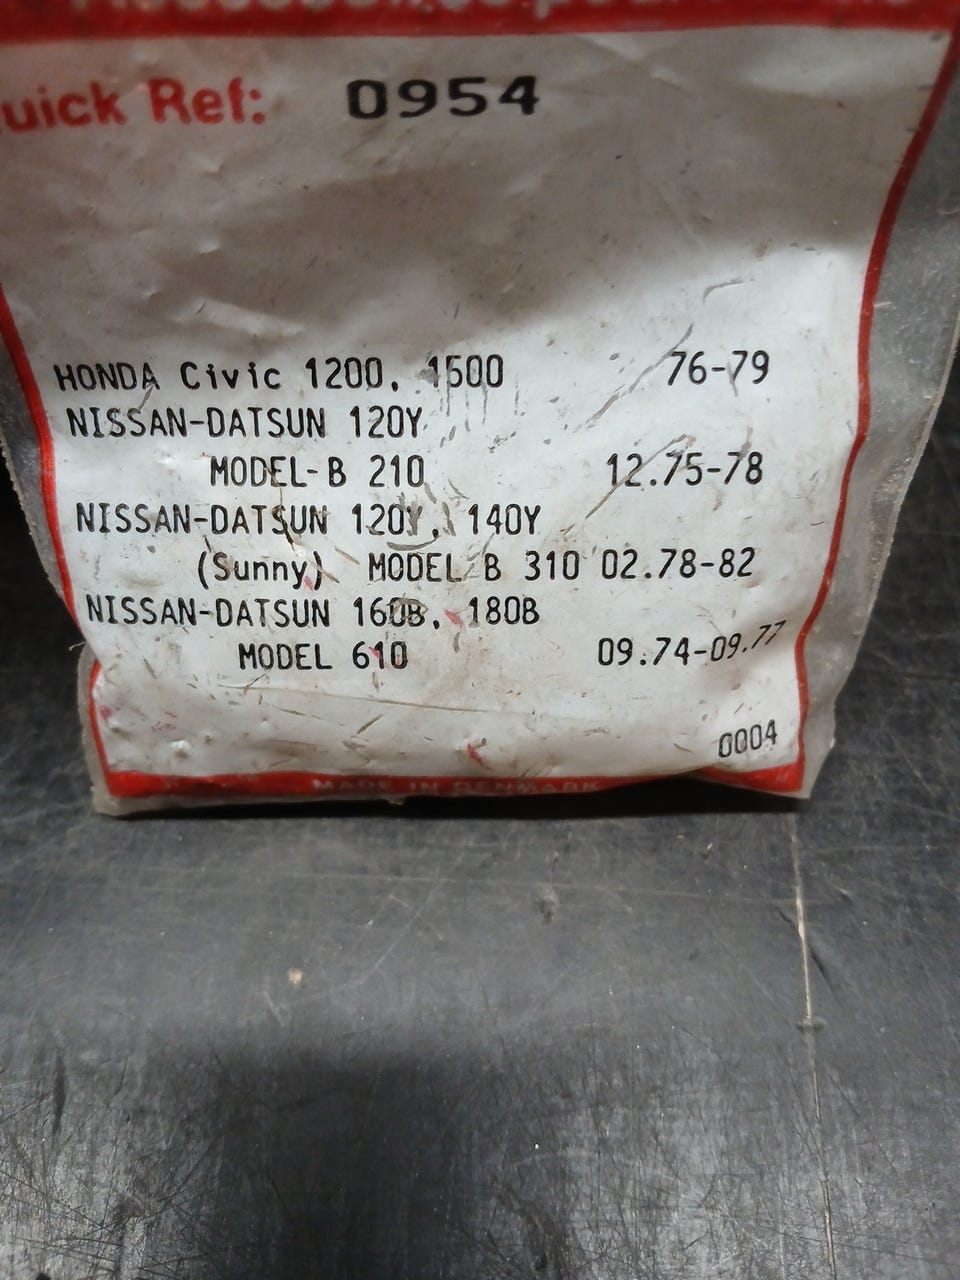 uick Ref: 0954
HONDA Civic 1200, 1500 76-79
NISSAN-DATSUN 120Y
MODEL-B 210 12.75-78
NISSAN-DATSUN 120Y, 140Y
(Sunny) MODEL B 310 02.78-82
NISSAN-DATSUN 160B, 180B
MODEL 610 09.74-09.77
0004
MADE IN DENMARK